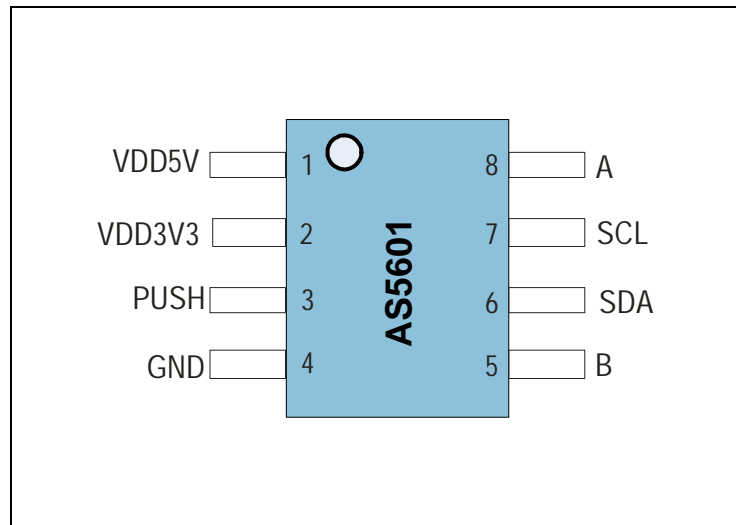 VDD5V 1 8 A
VDD3V3 2 7 SCL
PUSH 3 6 SDA
GND 4 5 B
AS5601